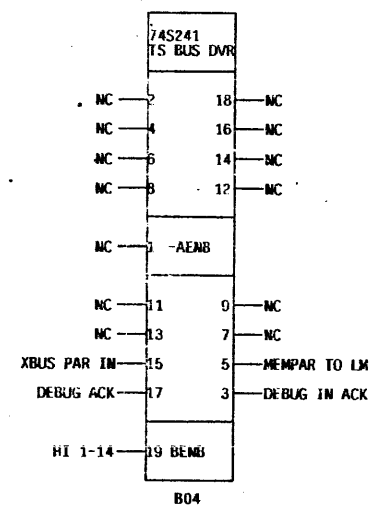 74S241
TS BUS DVR
NC 2 18 NC
NC 4 16 NC
NC 6 14 NC
NC 8 12 NC
NC 1 -AENB
NC 11 9 NC
NC 13 7 NC
XBUS PAR IN 15 5 MEMPAR TO LM
DEBUG ACK 17 3 DEBUG IN ACK
HI 1-14 19 BENB
B04